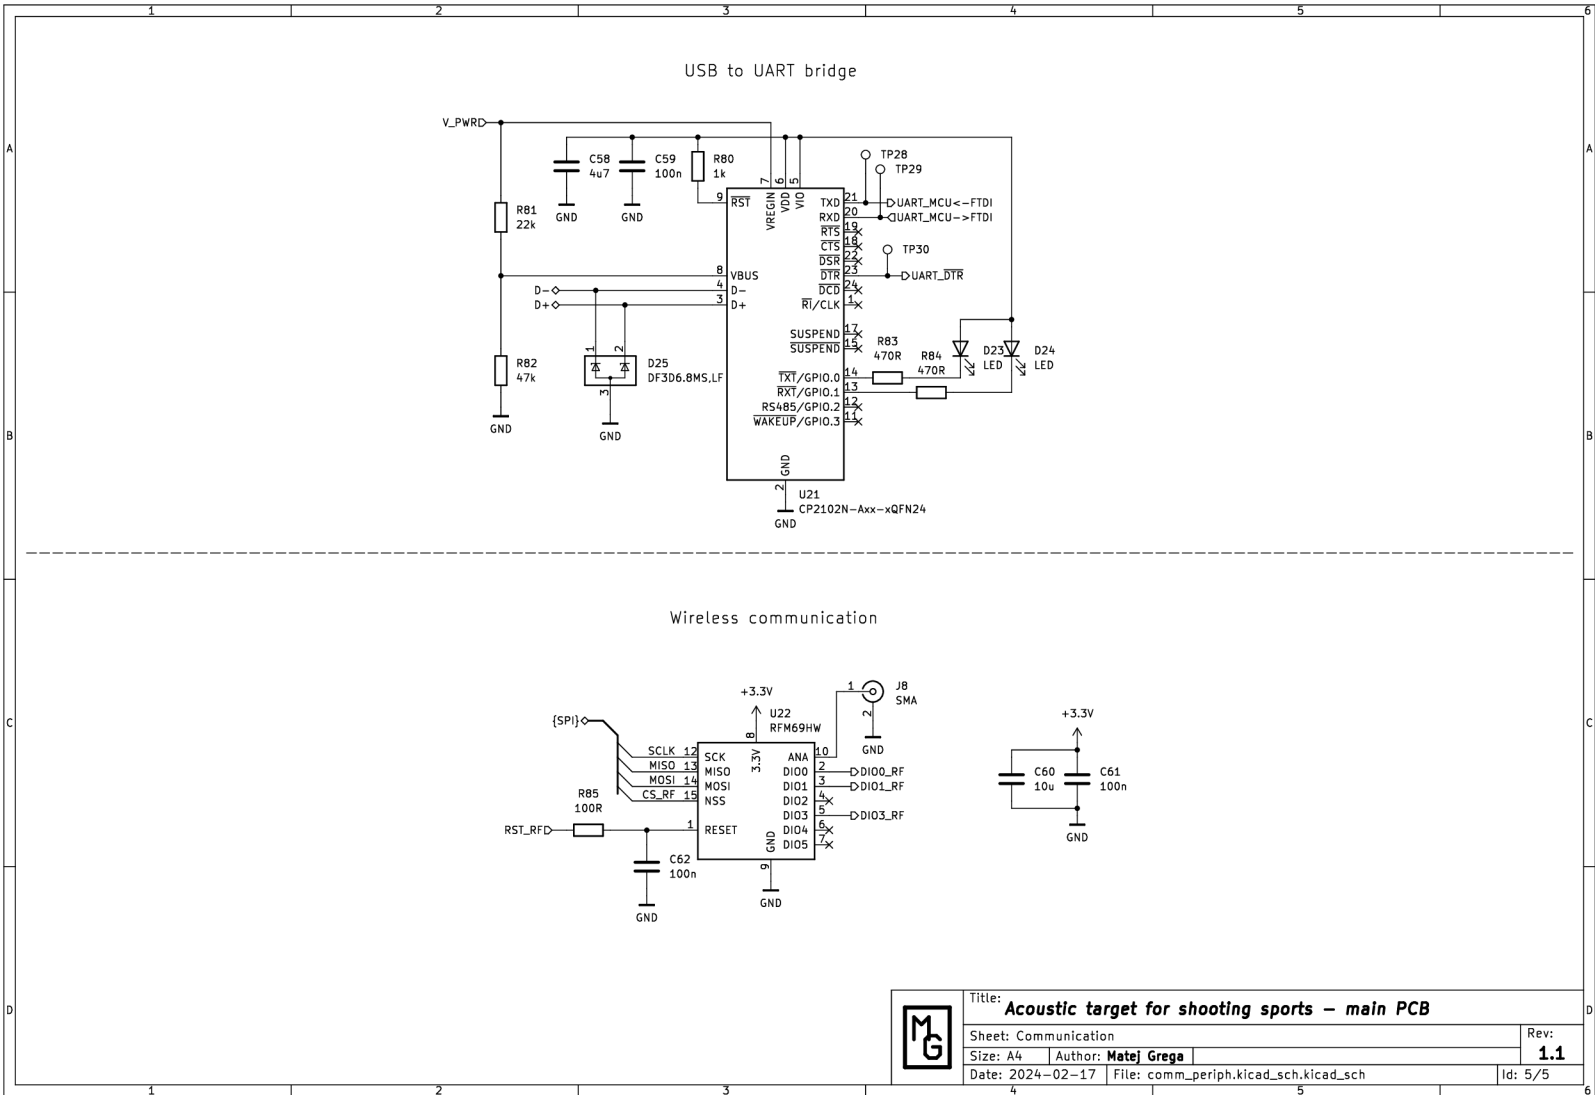 1 2 3 4 5 6
USB to UART bridge
V_PWR
A A
C58 4u7
C59 100n
R80 1k
GND GND
R81 22k
TP28
TP29
TP30
7 6 5
VREGIN VDD VIO
9 RST
8 VBUS
4 D-
3 D+
D-
D+
TXD 21 UART_MCU<-FTDI
RXD 20 UART_MCU->FTDI
RTS 19
CTS 18
DSR 22
DTR 23 UART_DTR
DCD 24
RI/CLK 1
SUSPEND 17
SUSPEND 15
TXT/GPIO.0 14
RXT/GPIO.1 13
RS485/GPIO.2 12
WAKEUP/GPIO.3 11
R83 470R
R84 470R
D23 LED
D24 LED
R82 47k
GND
1 2 3
D25
DF3D6.8MS,LF
GND
B B
GND
2
U21
CP2102N-Axx-xQFN24
GND
Wireless communication
C C
{SPI}
+3.3V
U22
RFM69HW
8 3.3V
SCLK 12 SCK
MISO 13 MISO
MOSI 14 MOSI
CS_RF 15 NSS
RST_RF
R85 100R
1 RESET
C62 100n
GND
ANA 10
DIO0 2 DIO0_RF
DIO1 3 DIO1_RF
DIO2 4
DIO3 5 DIO3_RF
DIO4 6
DIO5 7
GND 9
GND
1 2
J8
SMA
GND
+3.3V
C60 10u
C61 100n
GND
D D
MG
Title: Acoustic target for shooting sports – main PCB
Sheet: Communication
Rev: 1.1
Size: A4 Author: Matej Grega
Date: 2024-02-17 File: comm_periph.kicad_sch.kicad_sch Id: 5/5
1 2 3 4 5 6